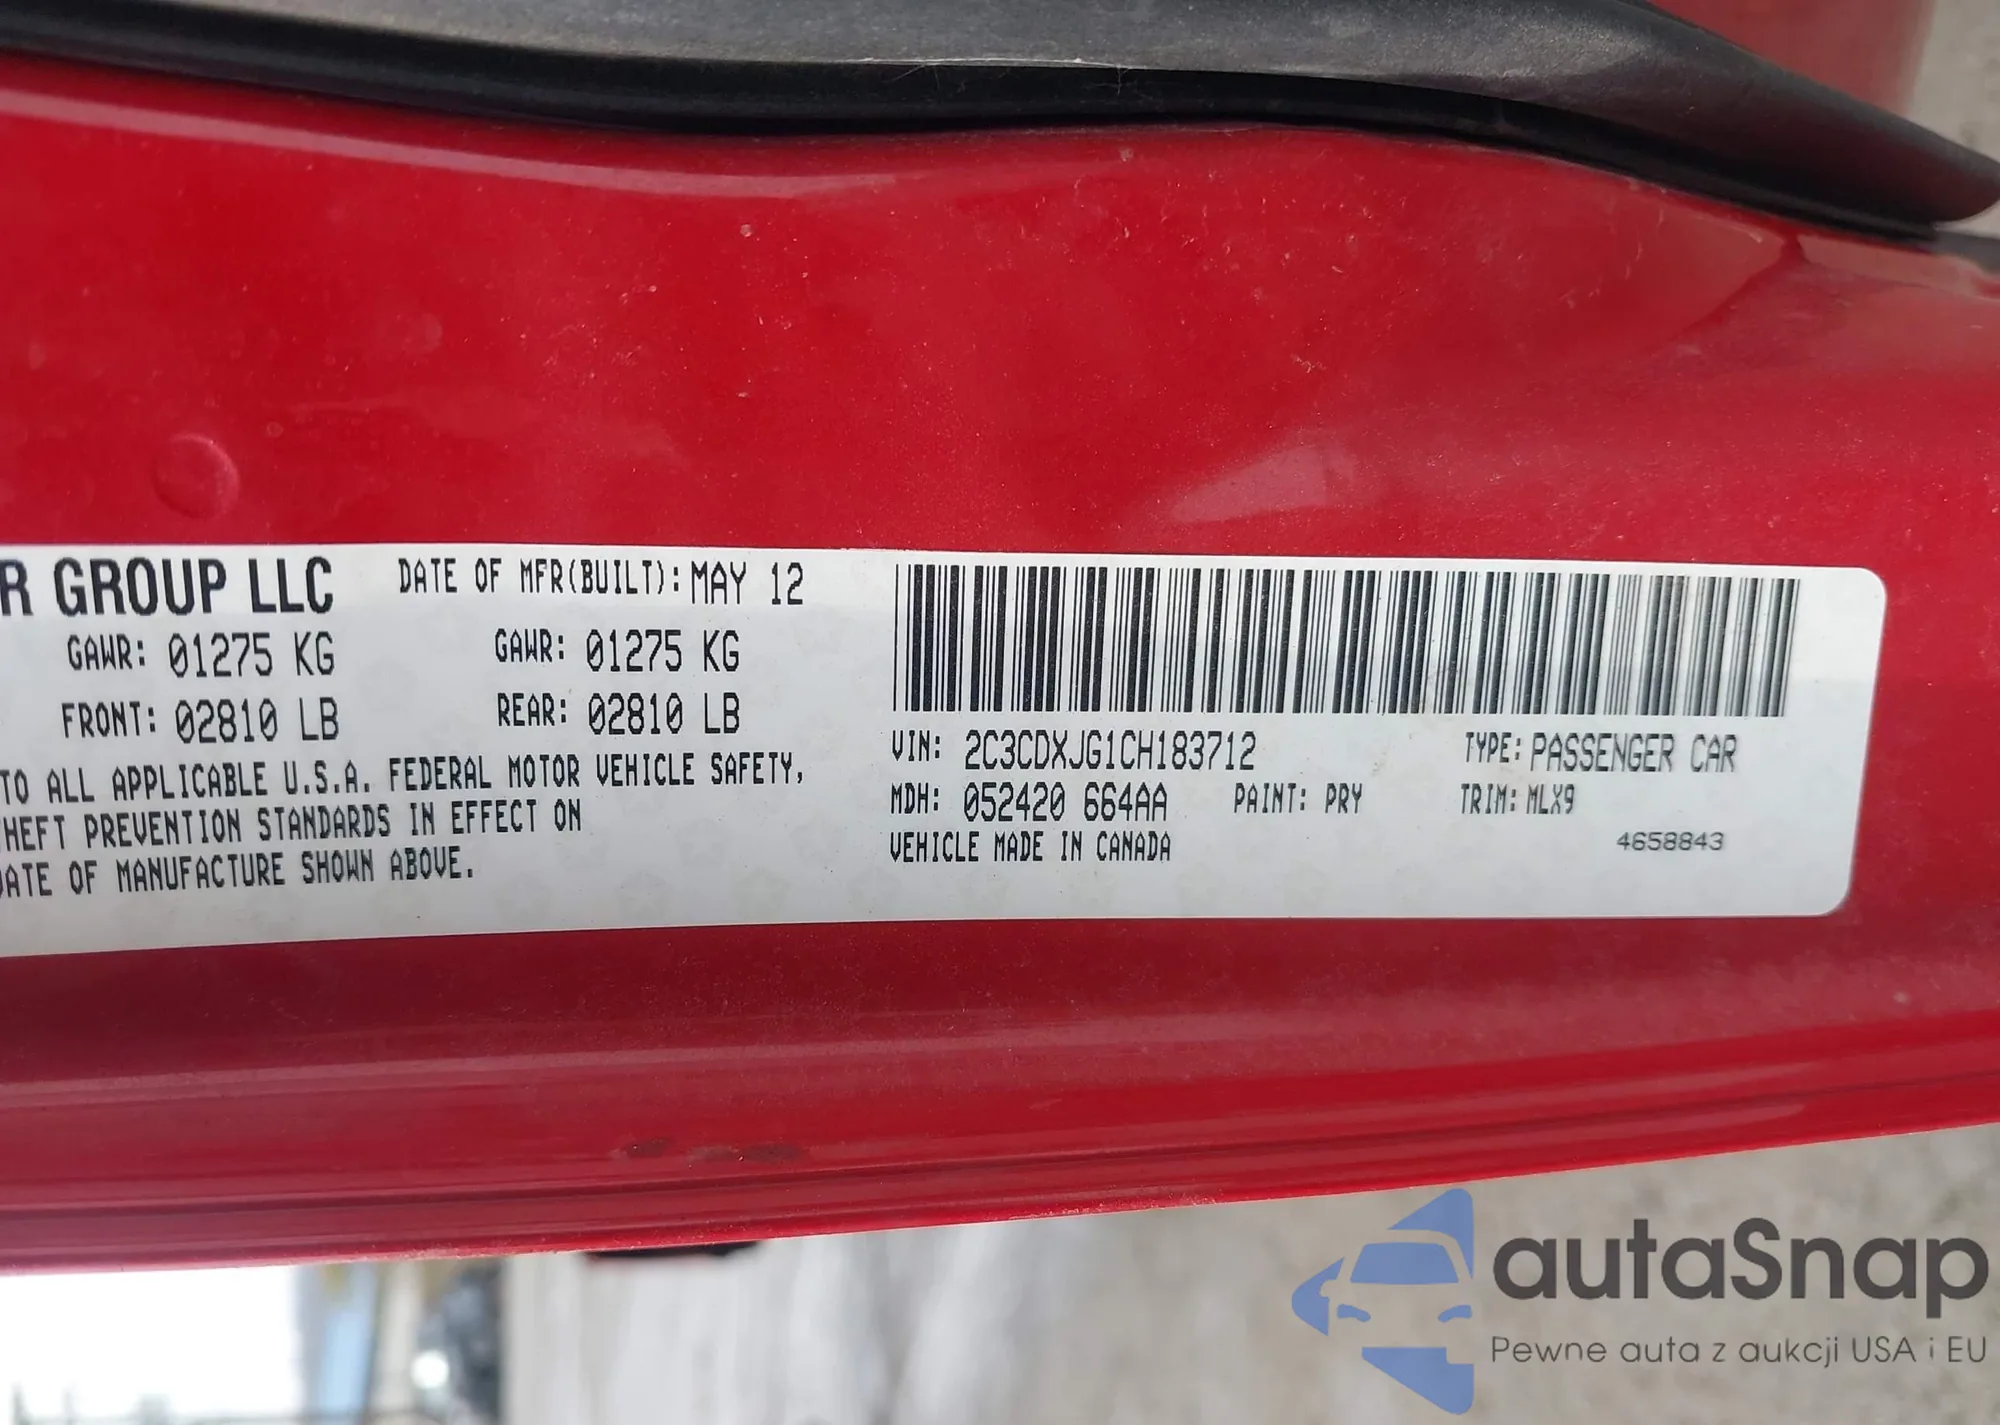 R GROUP LLC DATE OF MFR(BUILT): MAY 12
GAWR: 01275 KG GAWR: 01275 KG
FRONT: 02810 LB REAR: 02810 LB
TO ALL APPLICABLE U.S.A. FEDERAL MOTOR VEHICLE SAFETY,
HEFT PREVENTION STANDARDS IN EFFECT ON
DATE OF MANUFACTURE SHOWN ABOVE.
VIN: 2C3CDXJG1CH183712 TYPE: PASSENGER CAR
MDH: 052420 664AA PAINT: PRY TRIM: MLX9
VEHICLE MADE IN CANADA 4658843
autaSnap
Pewne auta z aukcji USA i EU